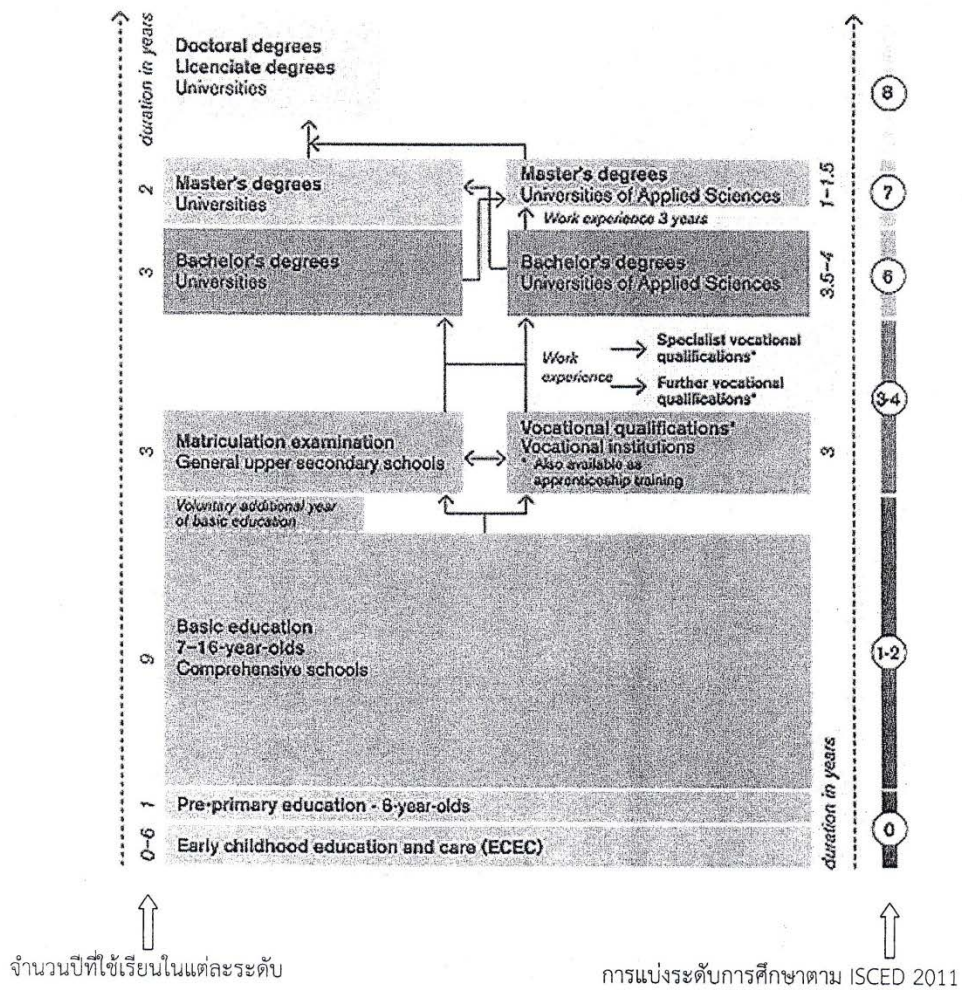 duration in years
Doctoral degrees
Licenciate degrees
Universities
8
2
Master's degrees
Universities
Master's degrees
Universities of Applied Sciences
1–1.5
7
Work experience 3 years
3
Bachelor's degrees
Universities
Bachelor's degrees
Universities of Applied Sciences
3.5–4
6
Work
experience
Specialist vocational
qualifications*
Further vocational
qualifications*
3-4
3
Matriculation examination
General upper secondary schools
Vocational qualifications*
Vocational institutions
* Also available as
apprenticeship training
3
Voluntary additional year
of basic education
9
Basic education
7–16-year-olds
Comprehensive schools
1-2
1
Pre-primary education - 6-year-olds
0–6
Early childhood education and care (ECEC)
duration in years
0
จำนวนปีที่ใช้เรียนในแต่ละระดับ
การแบ่งระดับการศึกษาตาม ISCED 2011